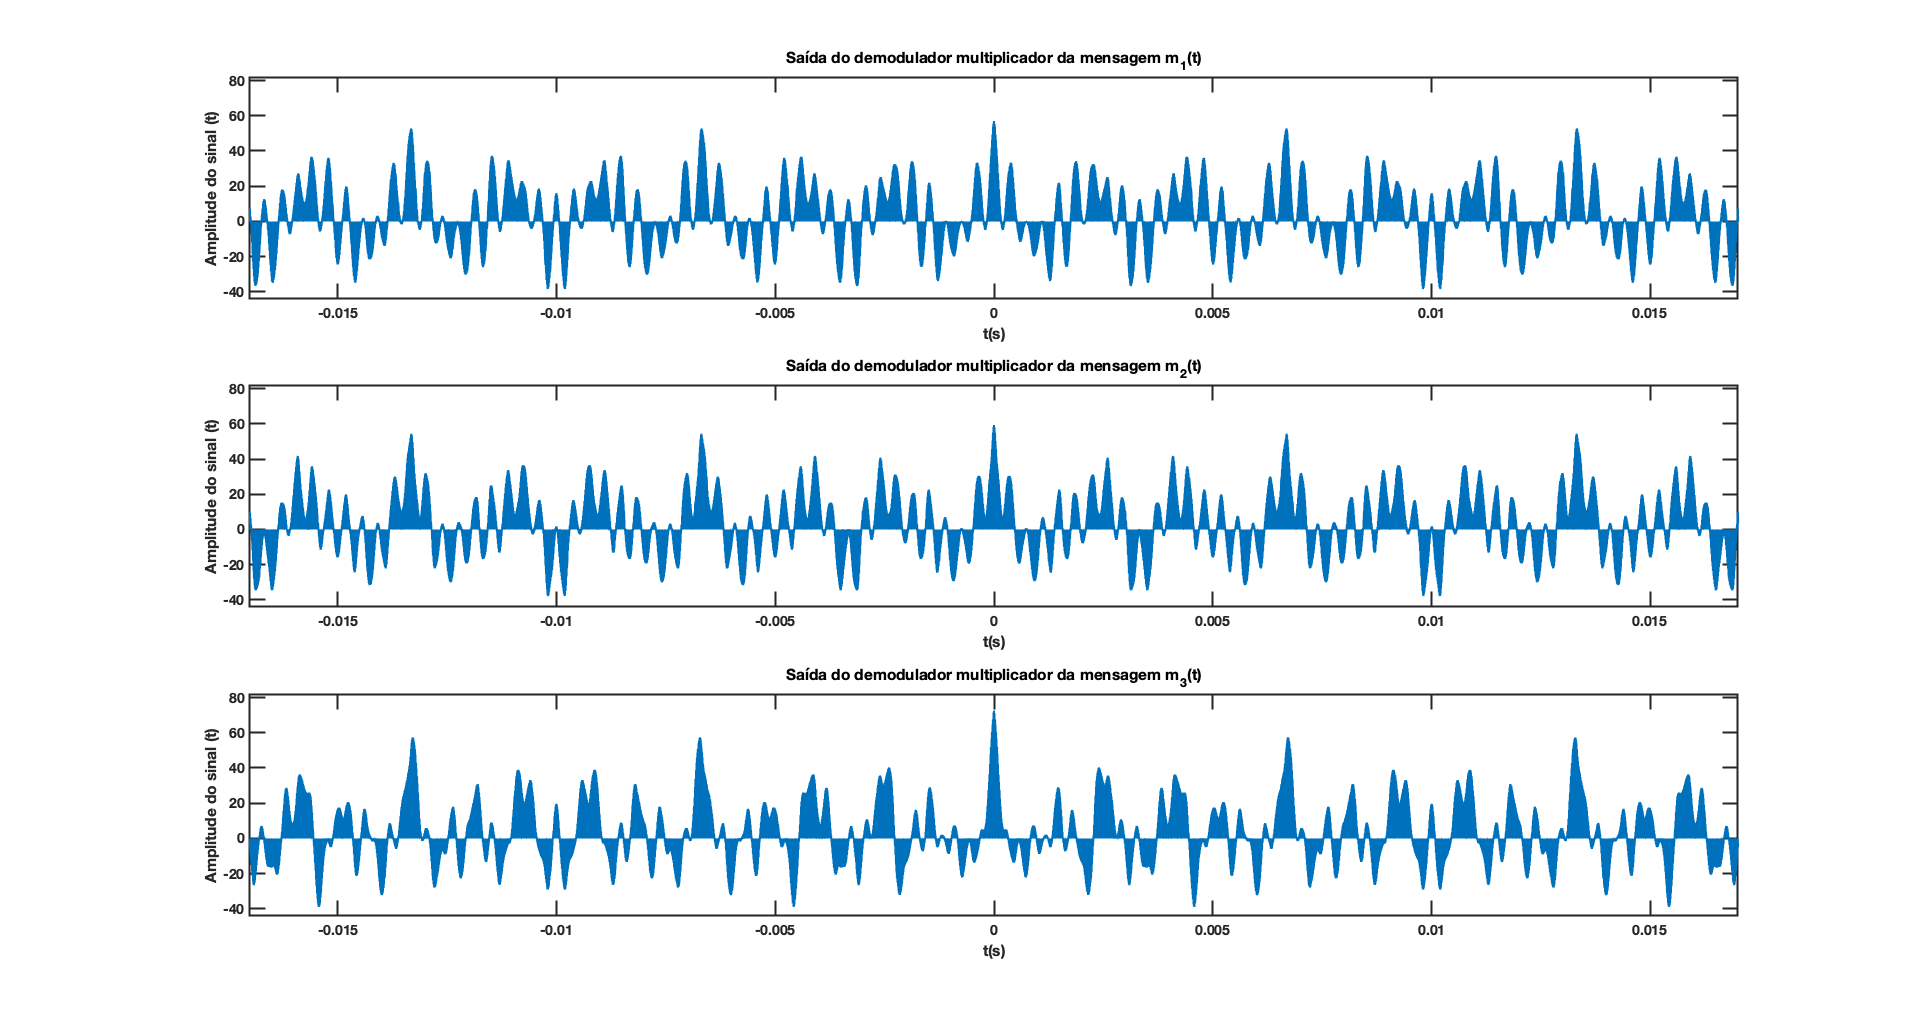 Saída do demodulador multiplicador da mensagem m1(t)
Amplitude do sinal (t)
80
60
40
20
0
-20
-40
-0.015 -0.01 -0.005 0 0.005 0.01 0.015
t(s)
Saída do demodulador multiplicador da mensagem m2(t)
Amplitude do sinal (t)
80
60
40
20
0
-20
-40
-0.015 -0.01 -0.005 0 0.005 0.01 0.015
t(s)
Saída do demodulador multiplicador da mensagem m3(t)
Amplitude do sinal (t)
80
60
40
20
0
-20
-40
-0.015 -0.01 -0.005 0 0.005 0.01 0.015
t(s)